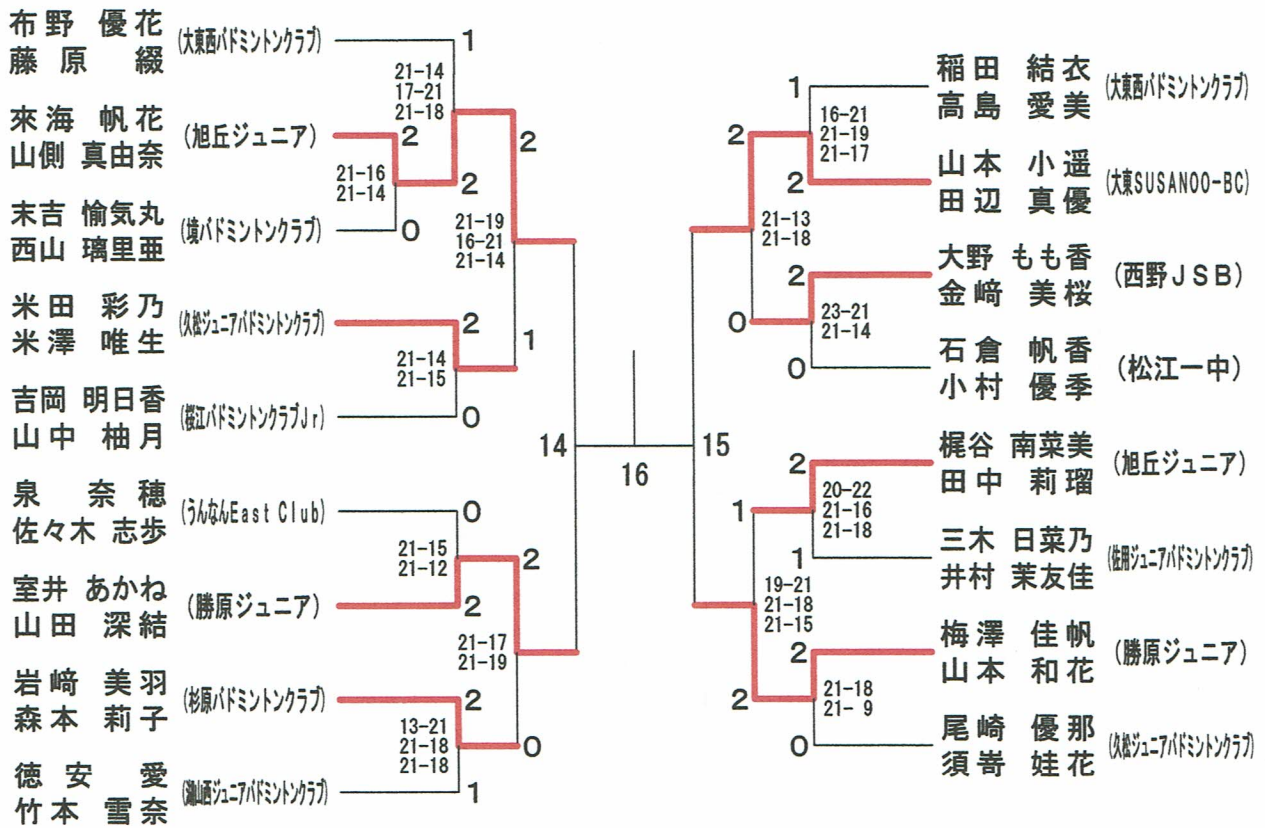 布野 優花
藤原 綴
(大東西バドミントンクラブ)
1
21-14
17-21
21-18
來海 帆花
山側 真由奈
(旭丘ジュニア)
2
2
2
21-16
21-14
末吉 愉気丸
西山 璃里亜
(境バドミントンクラブ)
0
21-19
16-21
21-14
米田 彩乃
米澤 唯生
(久松ジュニアバドミントンクラブ)
2
1
21-14
21-15
吉岡 明日香
山中 柚月
(桜江バドミントンクラブJr)
0
14
泉 奈穂
佐々木 志歩
(うんなんEast Club)
0
21-15
21-12
2
室井 あかね
山田 深結
(勝原ジュニア)
2
21-17
21-19
岩﨑 美羽
森本 莉子
(杉原バドミントンクラブ)
2
13-21
21-18
21-18
0
徳安 愛
竹本 雪奈
1
16
稲田 結衣
高島 愛美
(大東西バドミントンクラブ)
1
16-21
21-19
21-17
2
山本 小遥
田辺 真優
(大東SUSANOO-BC)
2
21-13
21-18
大野 もも香
金﨑 美桜
(西野JSB)
2
0
23-21
21-14
石倉 帆香
小村 優季
(松江一中)
0
15
梶谷 南菜美
田中 莉瑠
(旭丘ジュニア)
2
20-22
21-16
21-18
1
三木 日菜乃
井村 茉友佳
(佐用ジュニアバドミントンクラブ)
1
19-21
21-18
21-15
梅澤 佳帆
山本 和花
(勝原ジュニア)
2
2
21-18
21- 9
尾崎 優那
須嵜 娃花
(久松ジュニアバドミントンクラブ)
0